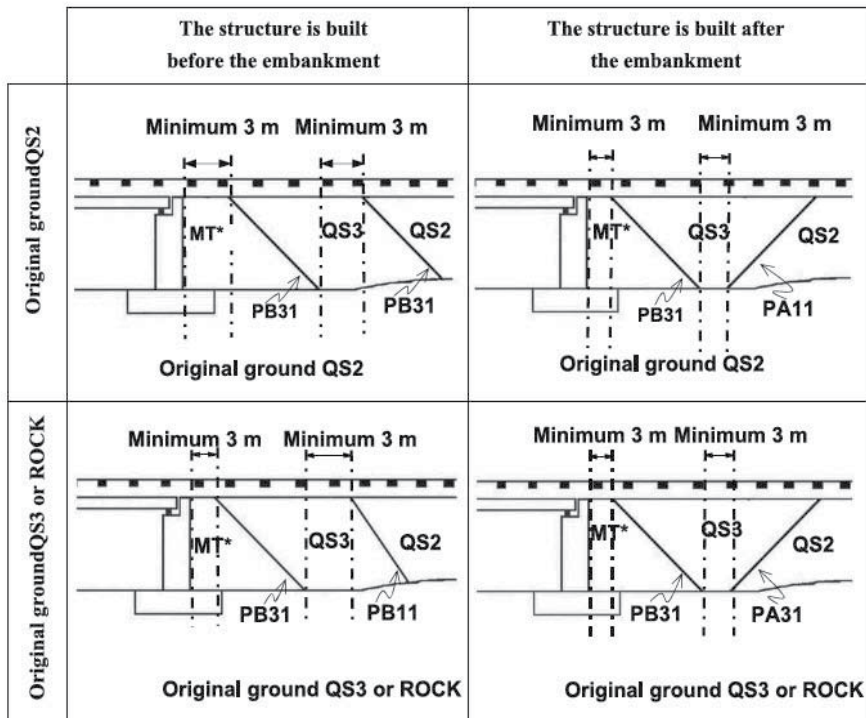 The structure is built
before the embankment
The structure is built after
the embankment
Original groundQS2
Minimum 3 m
Minimum 3 m
MT*
QS3
QS2
PB31
PB31
Original ground QS2
Minimum 3 m
Minimum 3 m
MT*
QS3
QS2
PB31
PA11
Original ground QS2
Original groundQS3 or ROCK
Minimum 3 m
Minimum 3 m
MT*
QS3
QS2
PB31
PB11
Original ground QS3 or ROCK
Minimum 3 m
Minimum 3 m
MT*
QS3
QS2
PB31
PA31
Original ground QS3 or ROCK